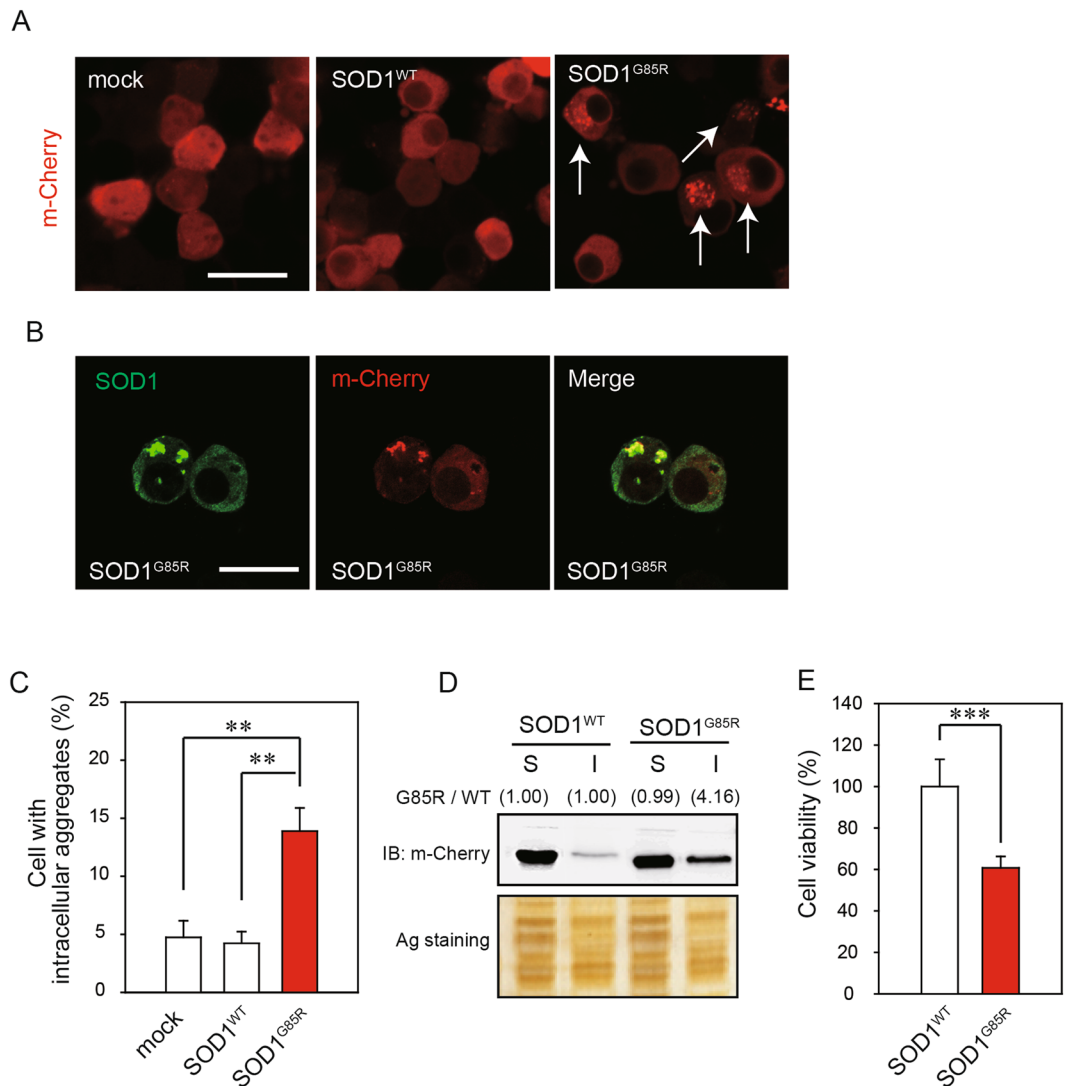 A
m-Cherry
mock
SOD1WT
SOD1G85R
B
SOD1
m-Cherry
Merge
SOD1G85R
SOD1G85R
SOD1G85R
C
Cell with
intracellular aggregates (%)
25
20
15
10
5
0
**
**
mock
SOD1WT
SOD1G85R
D
SOD1WT
SOD1G85R
S
I
S
I
G85R / WT
(1.00)
(1.00)
(0.99)
(4.16)
IB: m-Cherry
Ag staining
E
Cell viability (%)
140
120
100
80
60
40
20
0
***
SOD1WT
SOD1G85R